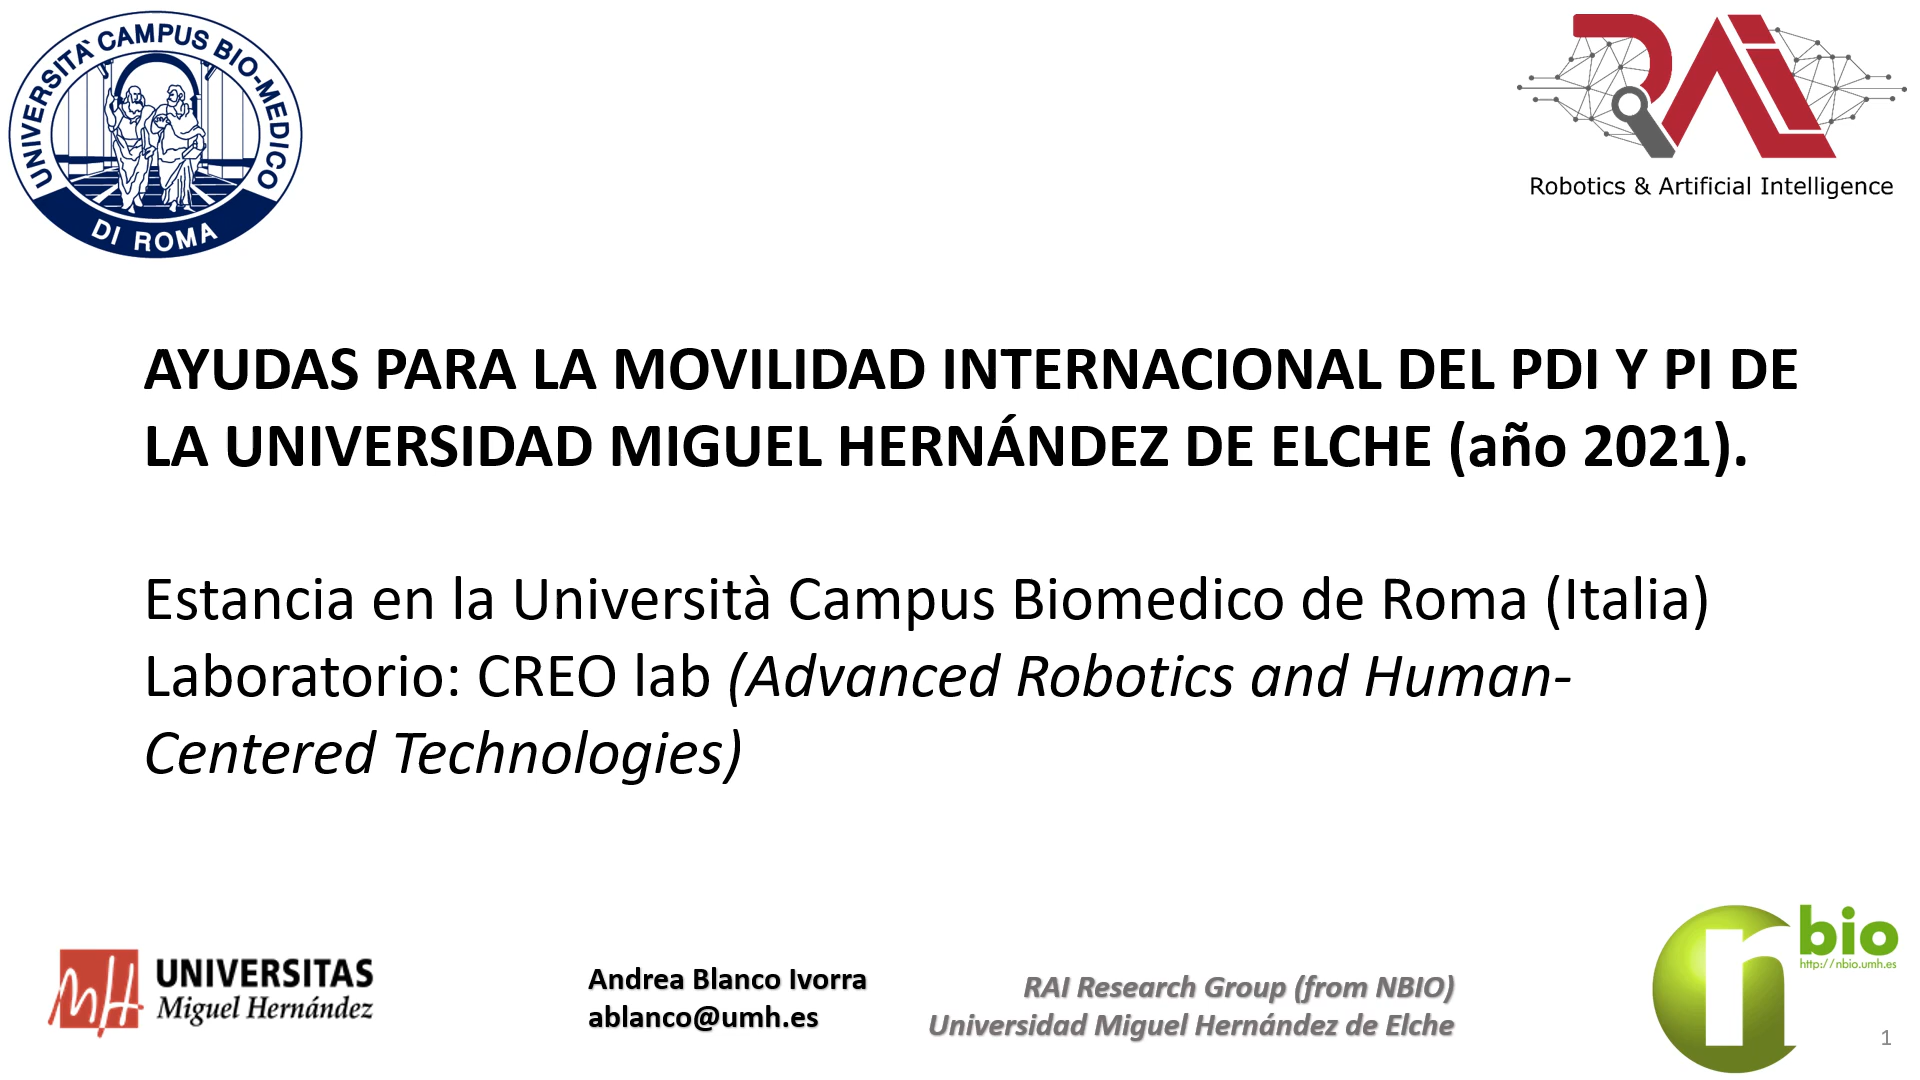 UNIVERSITÀ CAMPUS BIO-MEDICO
DI ROMA
RAI
Robotics & Artificial Intelligence
AYUDAS PARA LA MOVILIDAD INTERNACIONAL DEL PDI Y PI DE
LA UNIVERSIDAD MIGUEL HERNÁNDEZ DE ELCHE (año 2021).
Estancia en la Università Campus Biomedico de Roma (Italia)
Laboratorio: CREO lab (Advanced Robotics and Human-
Centered Technologies)
MH
UNIVERSITAS
Miguel Hernández
Andrea Blanco Ivorra
ablanco@umh.es
RAI Research Group (from NBIO)
Universidad Miguel Hernández de Elche
n bio
http://nbio.umh.es
1